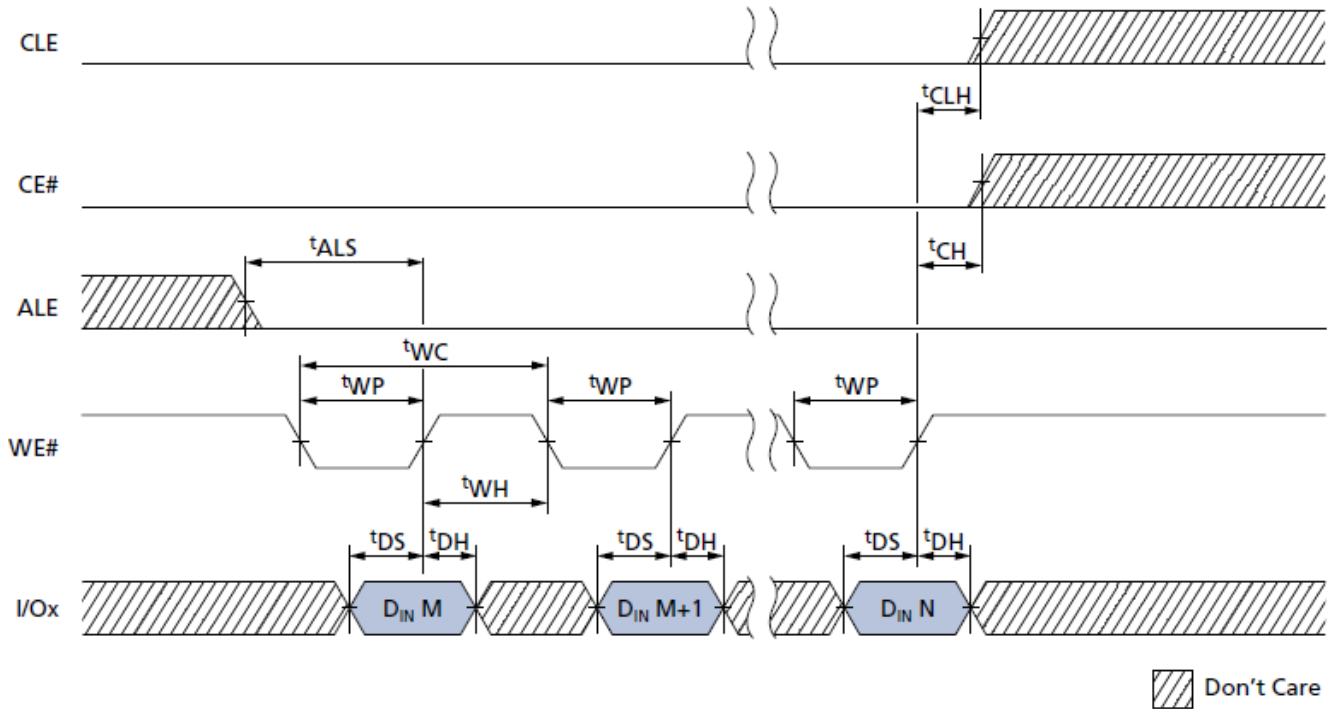 CLE
tCLH
CE#
tCH
tALS
ALE
tWC
tWP tWP tWP
WE#
tWH
tDS tDH tDS tDH tDS tDH
I/Ox DIN M DIN M+1 DIN N
Don't Care